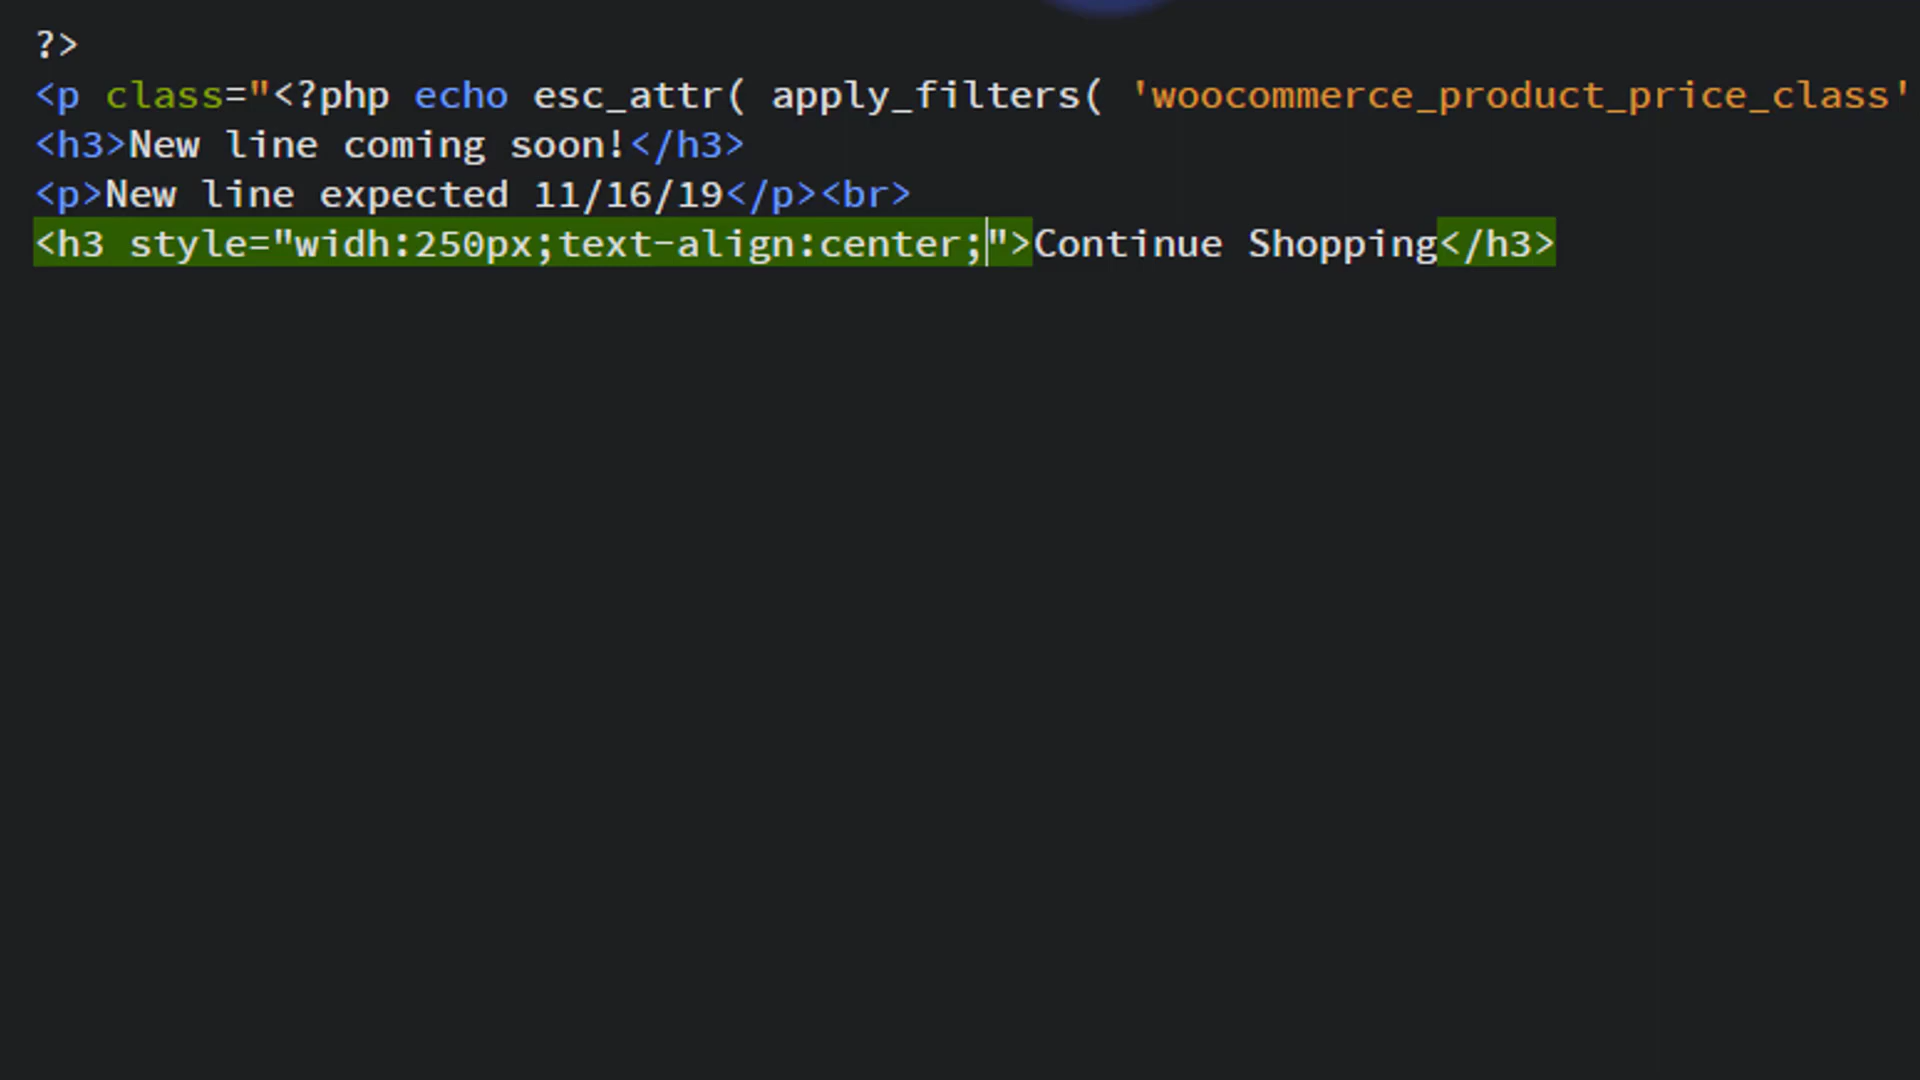 ?>
<p class="<?php echo esc_attr( apply_filters( 'woocommerce_product_price_class'
<h3>New line coming soon!</h3>
<p>New line expected 11/16/19</p><br>
<h3 style="widh:250px;text-align:center;">Continue Shopping</h3>